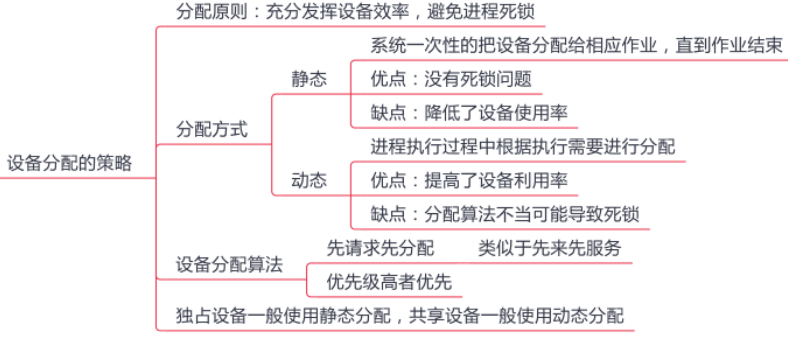 分配原则：充分发挥设备效率，避免进程死锁
系统一次性的把设备分配给相应作业，直到作业结束
静态
优点：没有死锁问题
缺点：降低了设备使用率
分配方式
进程执行过程中根据执行需要进行分配
设备分配的策略
动态
优点：提高了设备利用率
缺点：分配算法不当可能导致死锁
先请求先分配 类似于先来先服务
设备分配算法
优先级高者优先
独占设备一般使用静态分配，共享设备一般使用动态分配